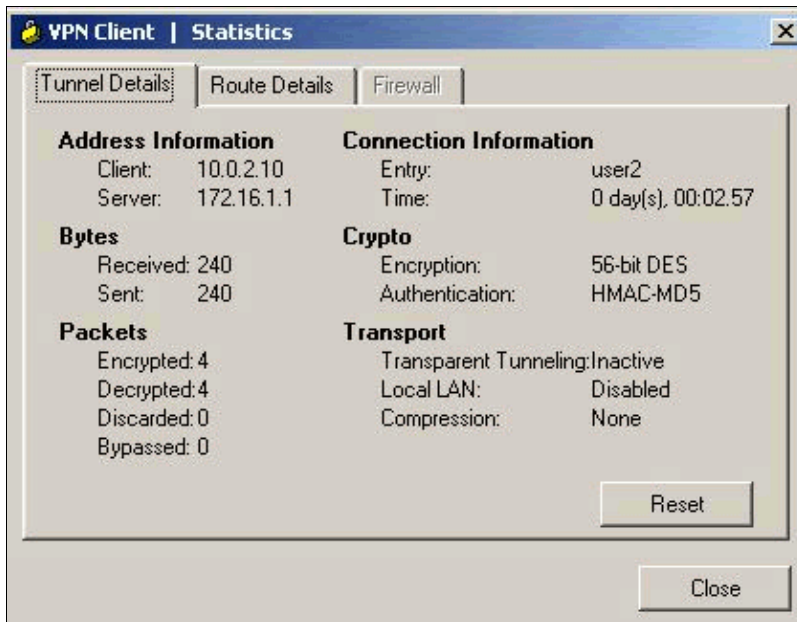 VPN Client | Statistics
Tunnel Details
Route Details
Firewall
Address Information
Client: 10.0.2.10
Server: 172.16.1.1
Connection Information
Entry: user2
Time: 0 day(s), 00:02.57
Bytes
Received: 240
Sent: 240
Crypto
Encryption: 56-bit DES
Authentication: HMAC-MD5
Packets
Encrypted: 4
Decrypted: 4
Discarded: 0
Bypassed: 0
Transport
Transparent Tunneling: Inactive
Local LAN: Disabled
Compression: None
Reset
Close